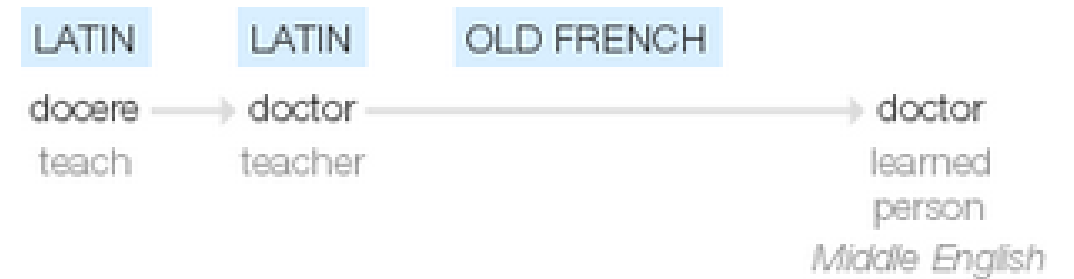 LATIN LATIN OLD FRENCH
docere doctor doctor
teach teacher learned
person
Middle English